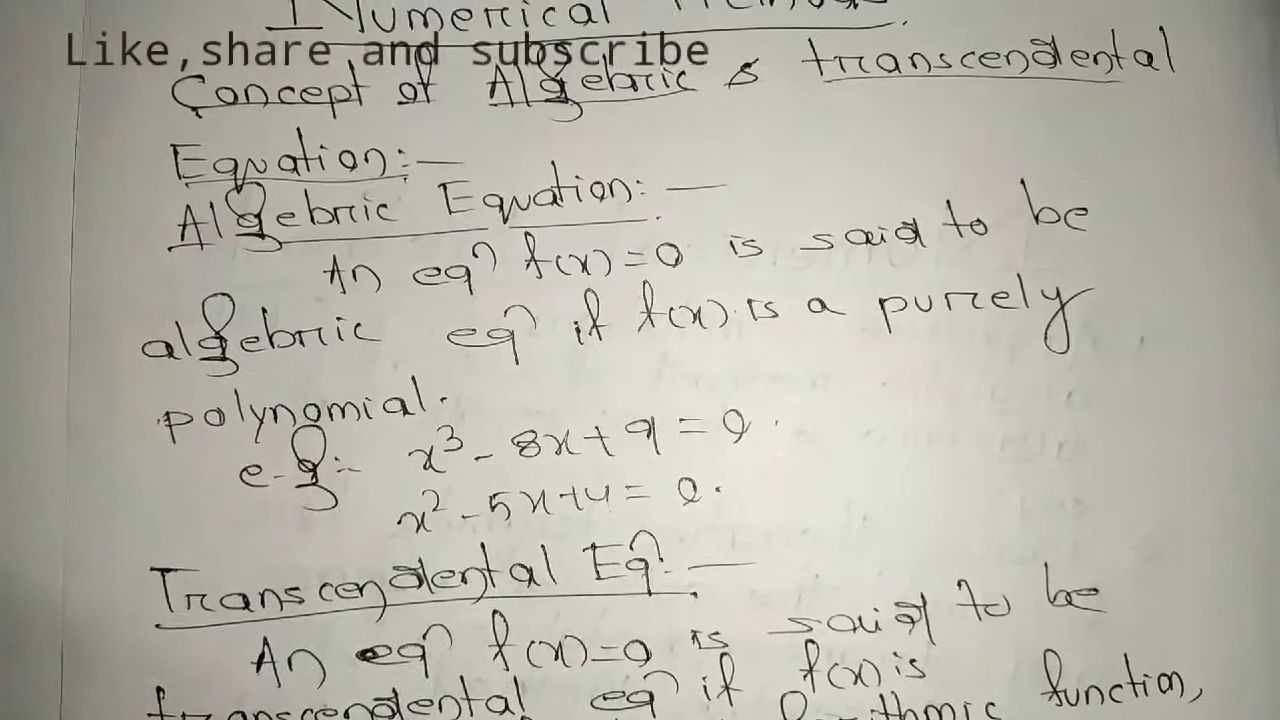 Numerical
Like,share and subscribe
Concept of Algebric & transcendental
Equation:—
Algebric Equation:—
An eqⁿ f(x)=0 is said to be
algebric eqⁿ if f(x) is a purely
polynomial.
e.g:- x³ - 8x + 9 = 0.
x² - 5x + 4 = 0.
Transcendental Eqⁿ:—
An eqⁿ f(x)=0 is said to be
transcendental eqⁿ if f(x) is
function,